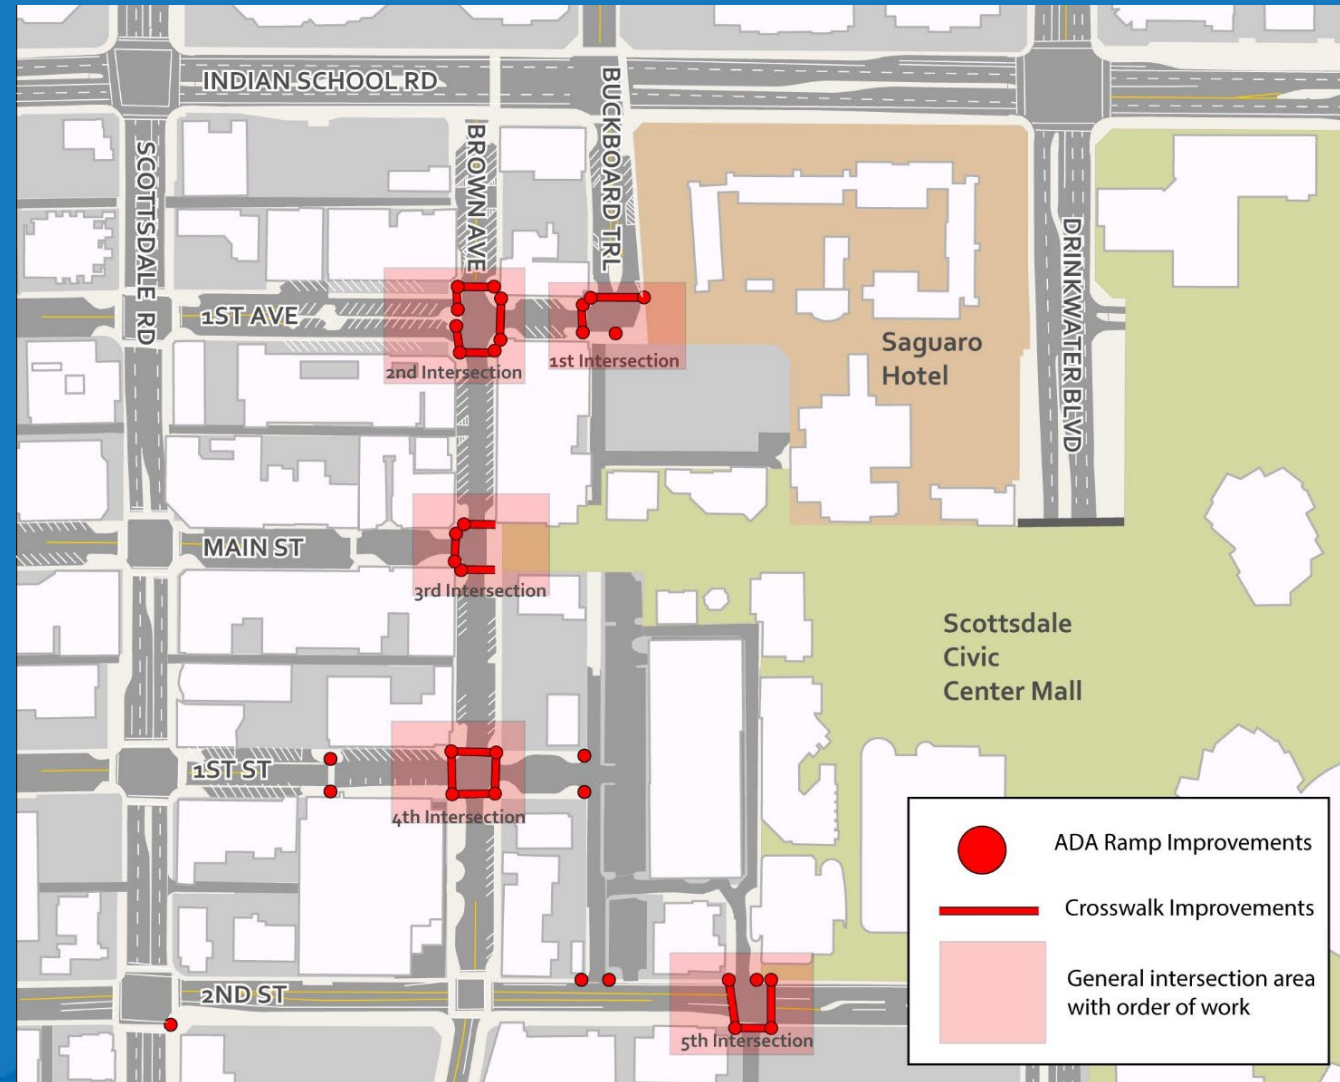 INDIAN SCHOOL RD
SCOTTSDALE RD
BROWN AVE
BUCKBOARD TRL
DRINKWATER BLVD
1ST AVE
2nd Intersection
1st Intersection
Saguaro
Hotel
MAIN ST
3rd Intersection
Scottsdale
Civic
Center Mall
1ST ST
4th Intersection
2ND ST
5th Intersection
ADA Ramp Improvements
Crosswalk Improvements
General intersection area
with order of work